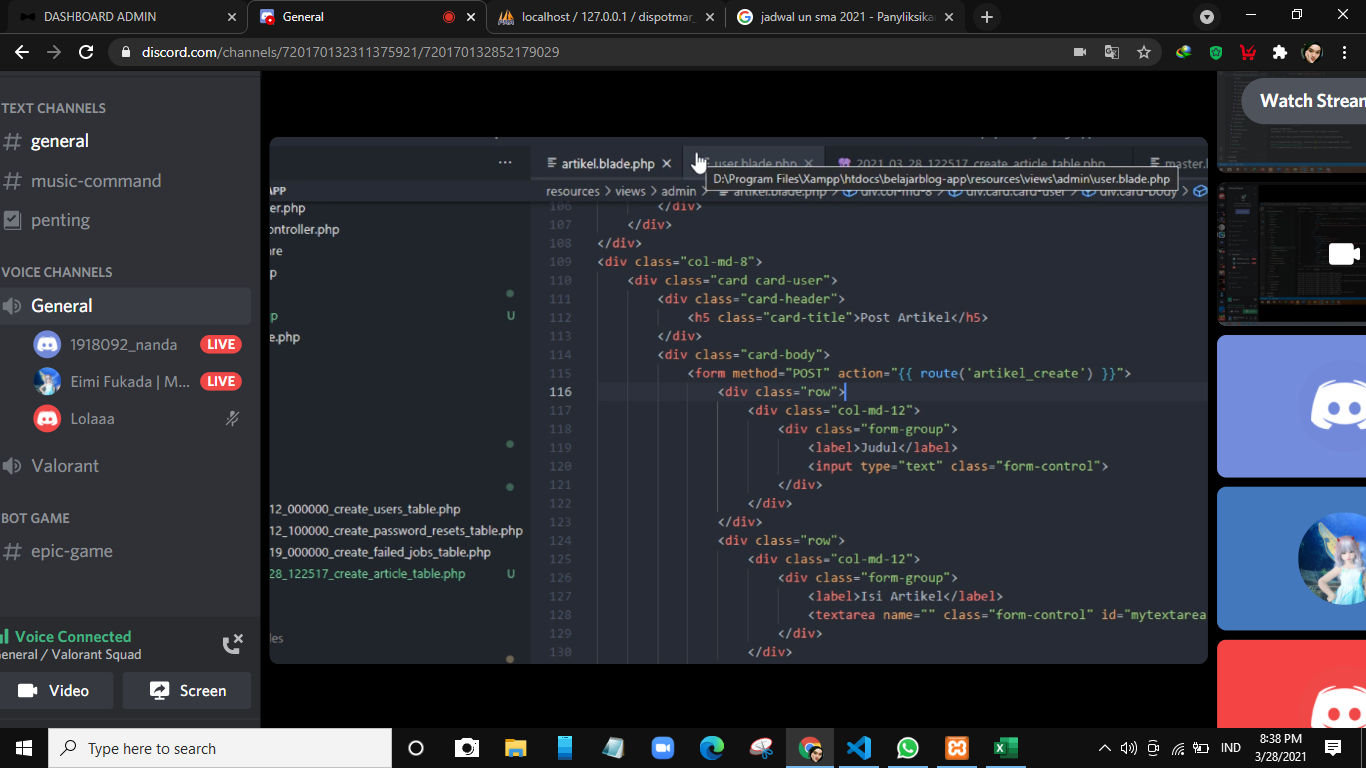 DASHBOARD ADMIN
General
localhost / 127.0.0.1 / dispotmar_
jadwal un sma 2021 - Panyliksika
discord.com/channels/720170132311375921/720170132852179029
TEXT CHANNELS
general
music-command
penting
VOICE CHANNELS
General
1918092_nanda
LIVE
Eimi Fukada | M...
LIVE
Lolaaa
Valorant
BOT GAME
epic-game
Voice Connected
General / Valorant Squad
Video
Screen
APP
er.php
ontroller.php
re
p
p
U
e.php
12_000000_create_users_table.php
12_100000_create_password_resets_table.php
19_000000_create_failed_jobs_table.php
28_122517_create_article_table.php
U
les
artikel.blade.php
user.blade.php
2021_03_28_122517_create_article_table.php
master.
D:\Program Files\Xampp\htdocs\belajarblog-app\resources\views\admin\user.blade.php
resources > views > admin > artikel.blade.php > div.col-md-8 > div.card.card-user > div.card-body >
106 </div>
107 </div>
108 </div>
109 <div class="col-md-8">
110 <div class="card card-user">
111 <div class="card-header">
112 <h5 class="card-title">Post Artikel</h5>
113 </div>
114 <div class="card-body">
115 <form method="POST" action="{{ route('artikel_create') }}">
116 <div class="row">
117 <div class="col-md-12">
118 <div class="form-group">
119 <label>Judul</label>
120 <input type="text" class="form-control">
121 </div>
122 </div>
123 </div>
124 <div class="row">
125 <div class="col-md-12">
126 <div class="form-group">
127 <label>Isi Artikel</label>
128 <textarea name="" class="form-control" id="mytextarea
129 </div>
130 </div>
Watch Stream
Type here to search
IND
8:38 PM
3/28/2021